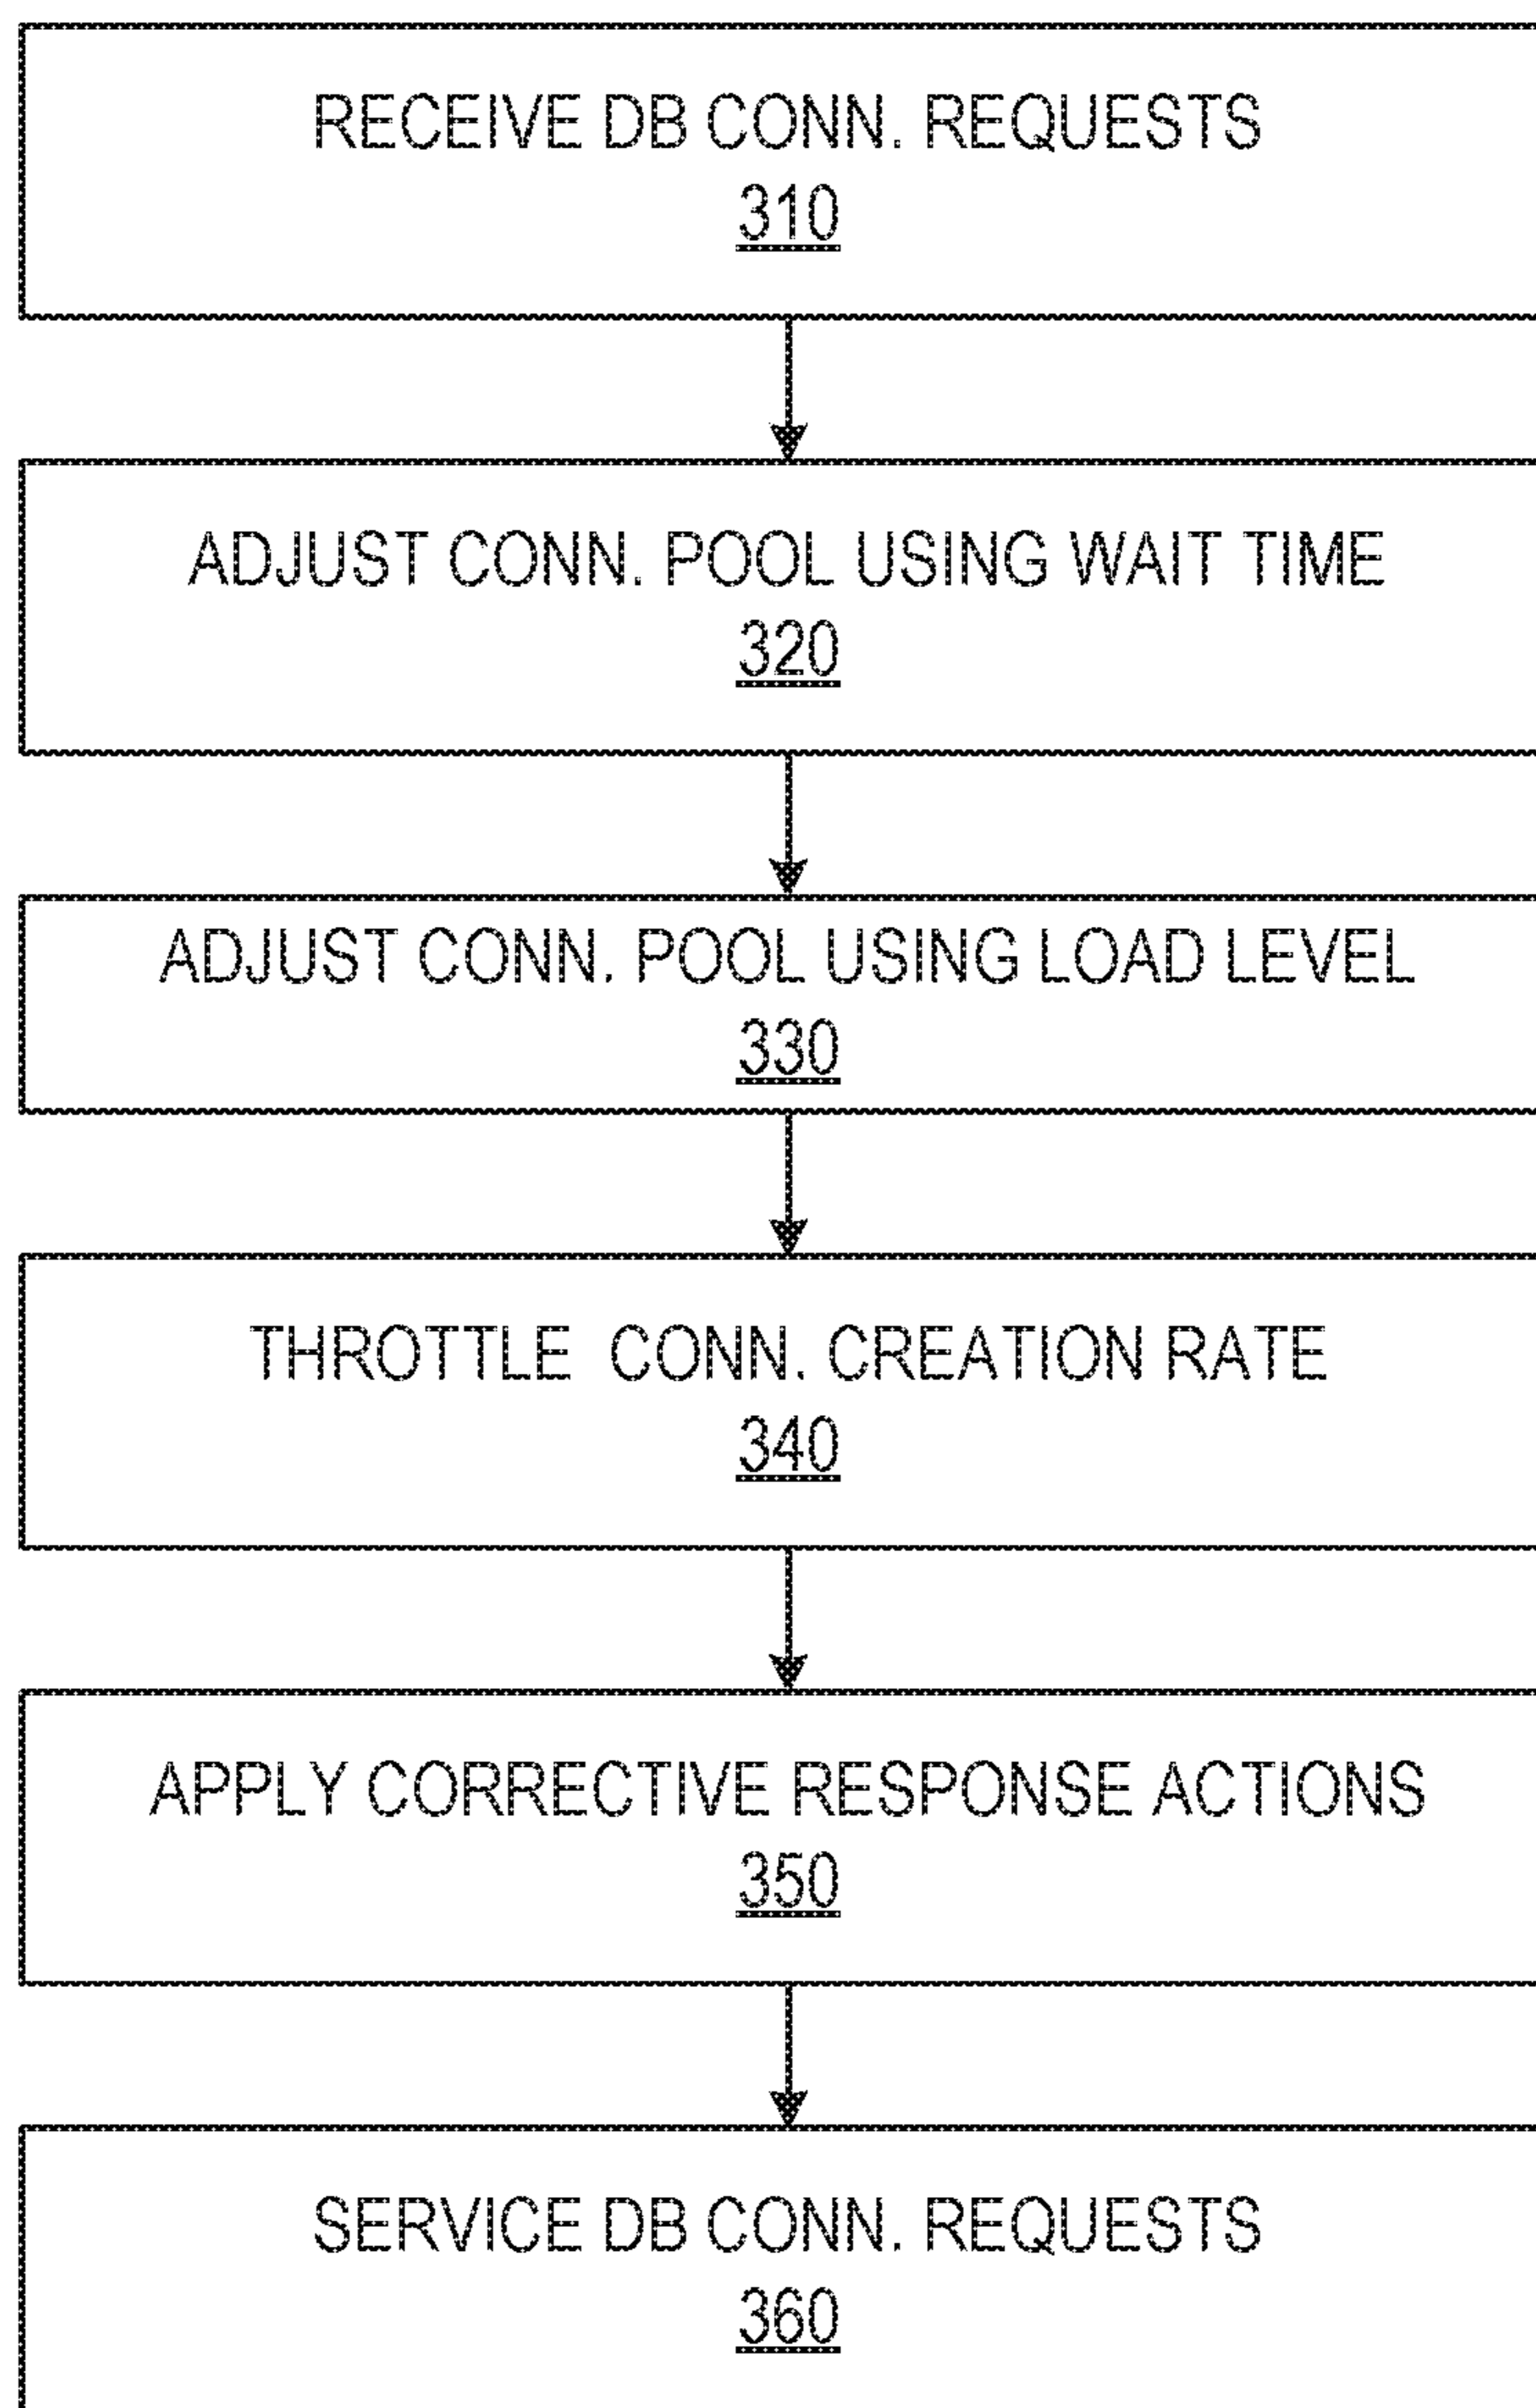 RECEIVE DB CONN. REQUESTS
310
ADJUST CONN. POOL USING WAIT TIME
320
ADJUST CONN. POOL USING LOAD LEVEL
330
THROTTLE CONN. CREATION RATE
340
APPLY CORRECTIVE RESPONSE ACTIONS
350
SERVICE DB CONN. REQUESTS
360